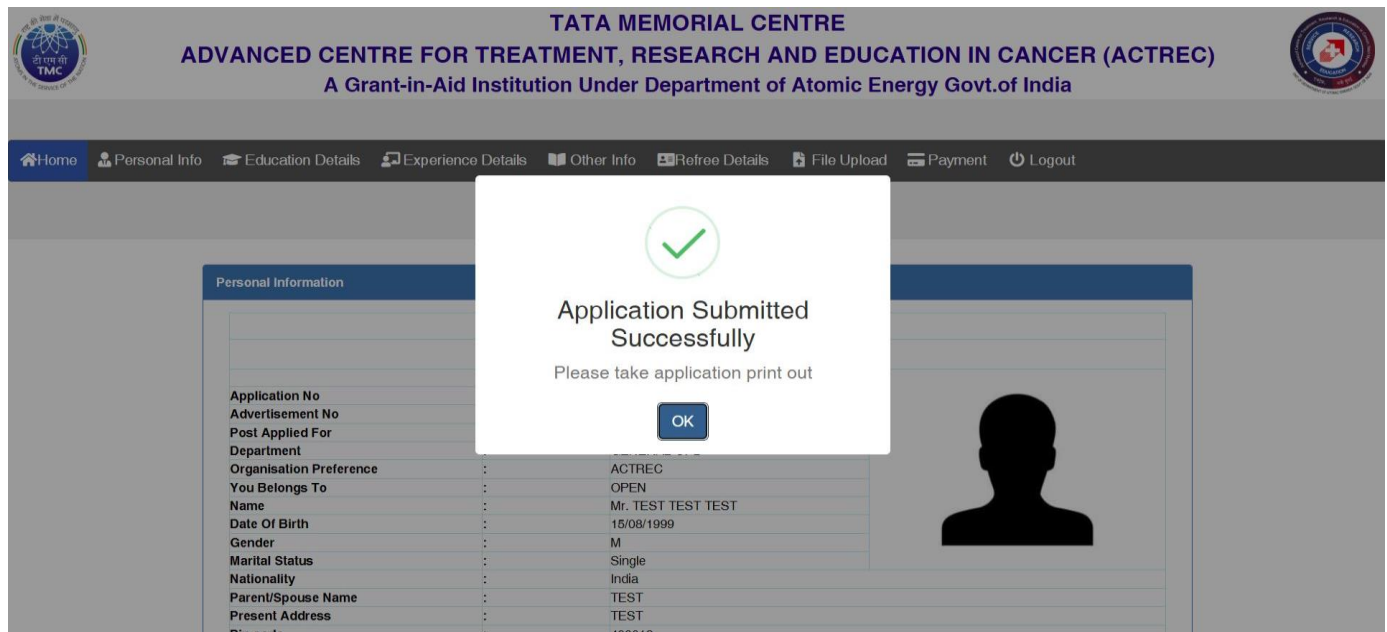 TATA MEMORIAL CENTRE
ADVANCED CENTRE FOR TREATMENT, RESEARCH AND EDUCATION IN CANCER (ACTREC)
A Grant-in-Aid Institution Under Department of Atomic Energy Govt.of India
टी एम सी
TMC
Home Personal Info Education Details Experience Details Other Info Refree Details File Upload Payment Logout
Application Submitted
Successfully
Please take application print out
OK
Personal Information
Application No
Advertisement No
Post Applied For
Department :
Organisation Preference : ACTREC
You Belongs To : OPEN
Name : Mr. TEST TEST TEST
Date Of Birth : 15/08/1999
Gender : M
Marital Status : Single
Nationality : India
Parent/Spouse Name : TEST
Present Address : TEST